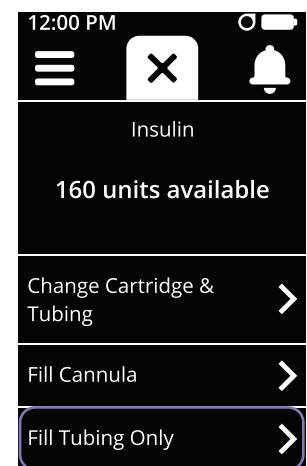 12:00 PM
Insulin
160 units available
Change Cartridge &
Tubing
Fill Cannula
Fill Tubing Only